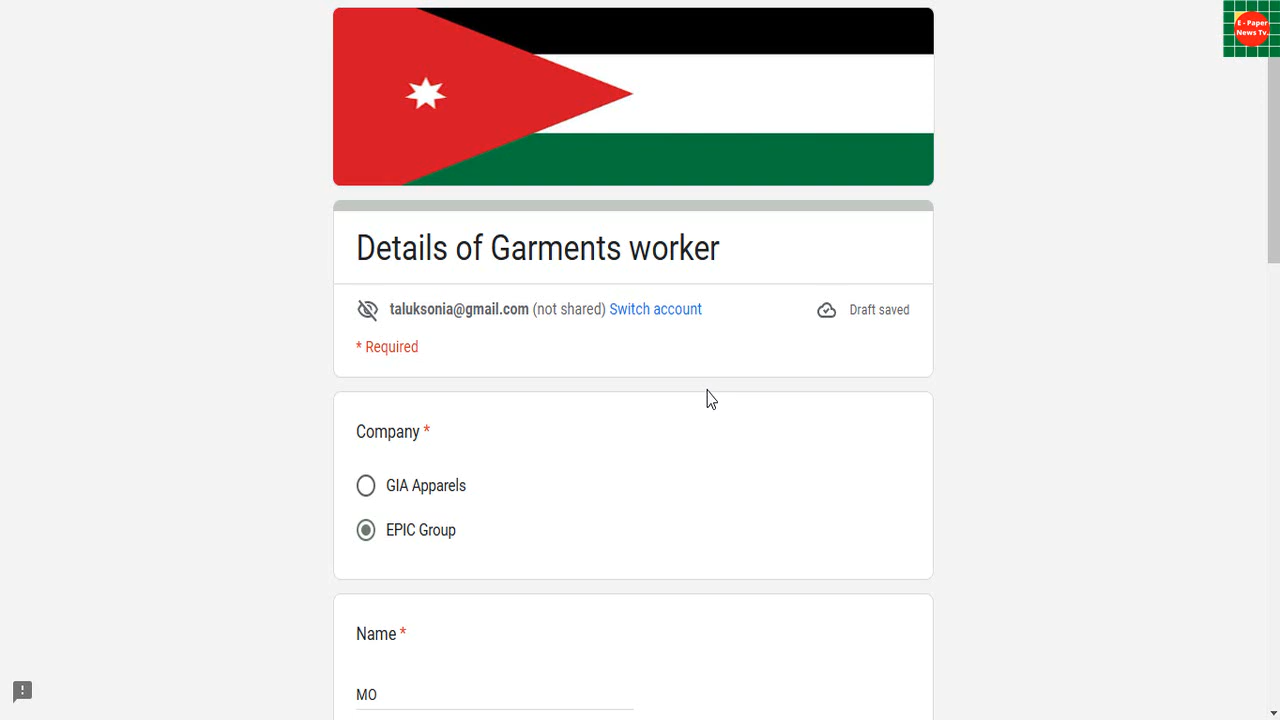 E - Paper
News Tv.
Details of Garments worker
taluksonia@gmail.com (not shared) Switch account
Draft saved
* Required
Company *
GIA Apparels
EPIC Group
Name *
MO